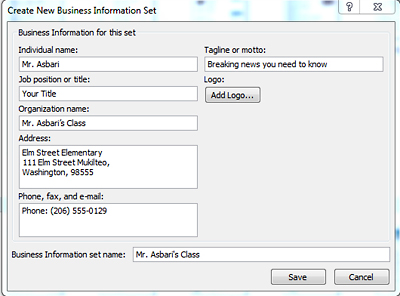 Create New Business Information Set
Business Information for this set
Individual name:
Mr. Asbari
Job position or title:
Your Title
Organization name:
Mr. Asbari's Class
Address:
Elm Street Elementary
111 Elm Street Mukilteo,
Washington, 98555
Phone, fax, and e-mail:
Phone: (206) 555-0129
Tagline or motto:
Breaking news you need to know
Logo:
Add Logo...
Business Information set name: Mr. Asbari's Class
Save Cancel